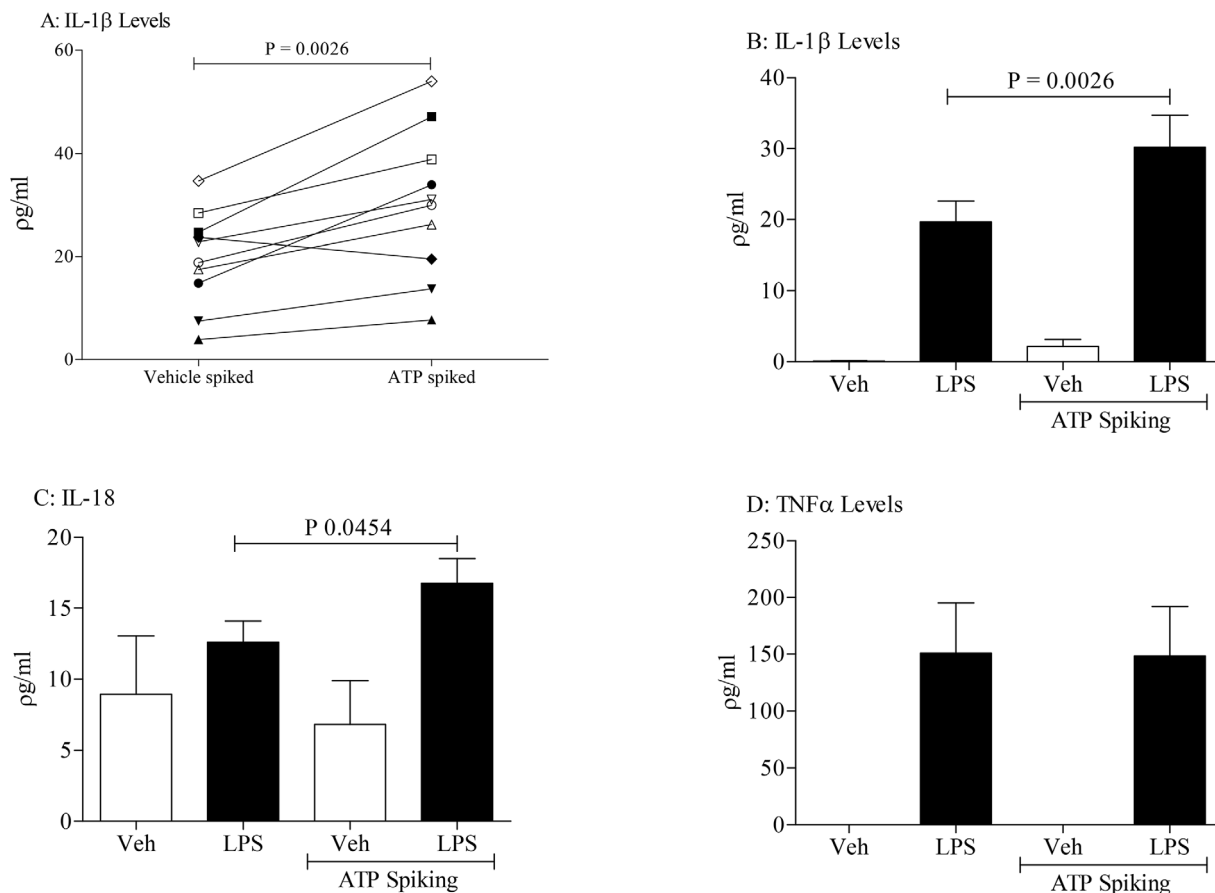 A: IL-1β Levels
60
40
20
0
ρg/ml
P = 0.0026
Vehicle spiked ATP spiked
B: IL-1β Levels
40
30
20
10
0
ρg/ml
P = 0.0026
Veh LPS Veh LPS
ATP Spiking
C: IL-18
20
15
10
5
0
ρg/ml
P 0.0454
Veh LPS Veh LPS
ATP Spiking
D: TNFα Levels
250
200
150
100
50
0
ρg/ml
Veh LPS Veh LPS
ATP Spiking